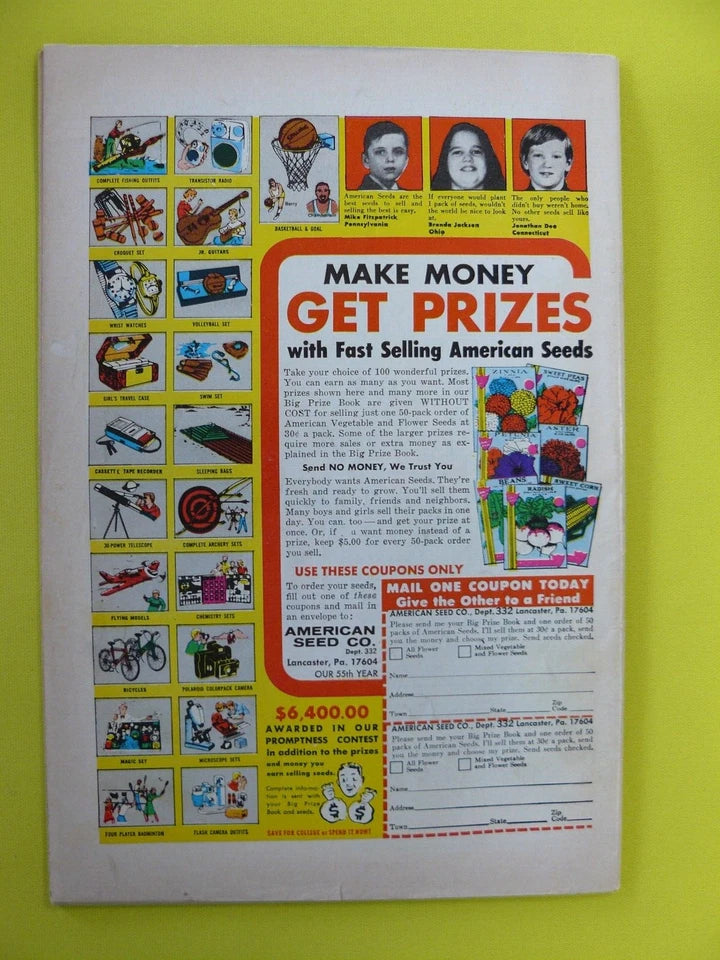 COMPLETE FISHING OUTFITS
TRANSISTOR RADIO
CROQUET SET
JR. GUITARS
WRIST WATCHES
VOLLEYBALL SET
GIRL'S TRAVEL CASE
SWIM SET
CASSETTE TAPE RECORDER
SLEEPING BAGS
30-POWER TELESCOPE
COMPLETE ARCHERY SETS
FLYING MODELS
CHEMISTRY SETS
BICYCLES
POLAROID COLORPACK CAMERA
MAGIC SET
MICROSCOPE SETS
FOUR PLAYER BADMINTON
FLASH CAMERA OUTFITS
Spalding
Barry
Chamberlain
BASKETBALL & GOAL
American Seeds are the
best seeds to sell and
selling the best is easy.
Mike Fitzpatrick
Pennsylvania
If everyone would plant
1 pack of seeds, wouldn't
the world be nice to look
at.
Brenda Jackson
Ohio
The only people who
didn't buy weren't home.
No other seeds sell like
yours.
Jonathan Dea
Connecticut
MAKE MONEY
GET PRIZES
with Fast Selling American Seeds
Take your choice of 100 wonderful prizes.
You can earn as many as you want. Most
prizes shown here and many more in our
Big Prize Book are given WITHOUT
COST for selling just one 50-pack order of
American Vegetable and Flower Seeds at
30¢ a pack. Some of the larger prizes re-
quire more sales or extra money as ex-
plained in the Big Prize Book.
Send NO MONEY, We Trust You
Everybody wants American Seeds. They're
fresh and ready to grow. You'll sell them
quickly to family, friends and neighbors.
Many boys and girls sell their packs in one
day. You can, too — and get your prize at
once. Or, if u want money instead of a
prize, keep $5.00 for every 50-pack order
you sell.
ZINNIA
SWEET PEAS
PETUNIA
ASTER
BEANS
RADISH
SWEET CORN
USE THESE COUPONS ONLY
To order your seeds,
fill out one of these
coupons and mail in
an envelope to:
AMERICAN
SEED CO.
Dept. 332
Lancaster, Pa. 17604
OUR 55th YEAR
MAIL ONE COUPON TODAY
Give the Other to a Friend
AMERICAN SEED CO., Dept. 332 Lancaster, Pa. 17604
Please send me your Big Prize Book and one order of 50
packs of American Seeds. I'll sell them at 30¢ a pack, send
you the money and choose my prize. Send seeds checked.
All Flower
Seeds
Mixed Vegetable
and Flower Seeds
Name
Address
Town State Zip
Code
AMERICAN SEED CO., Dept. 332 Lancaster, Pa. 17604
Please send me your Big Prize Book and one order of 50
packs of American Seeds. I'll sell them at 30¢ a pack, send
you the money and choose my prize. Send seeds checked.
All Flower
Seeds
Mixed Vegetable
and Flower Seeds
Name
Address
Town State Zip
Code
$6,400.00
AWARDED IN OUR
PROMPTNESS CONTEST
In addition to the prizes
and money you
earn selling seeds.
Complete informa-
tion is sent with
your Big Prize
Book and seeds.
$ $
SAVE FOR COLLEGE or SPEND IT NOW!